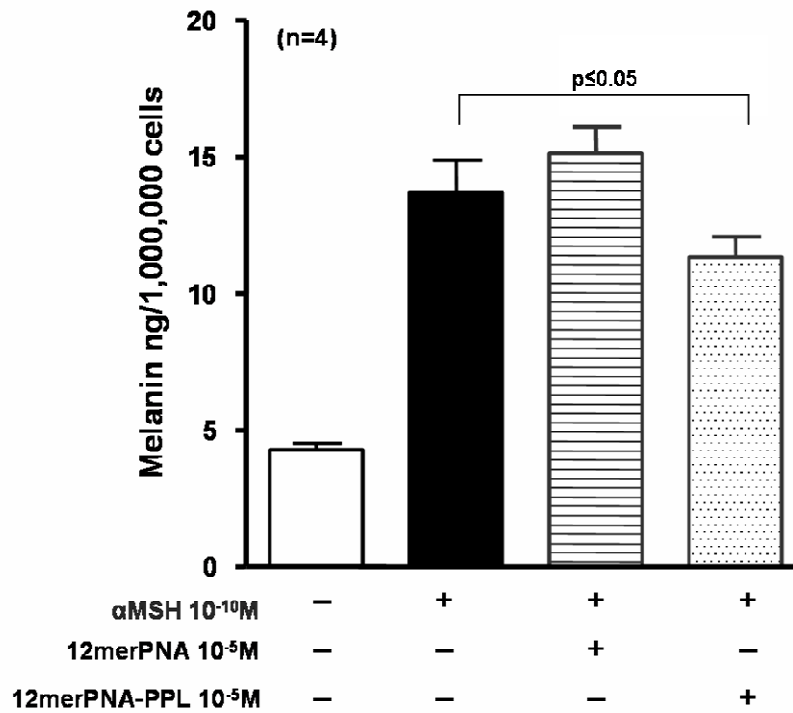 20
(n=4)
p≤0.05
15
10
5
0
Melanin ng/1,000,000 cells
αMSH 10⁻¹⁰M – + + +
12merPNA 10⁻⁵M – – + –
12merPNA-PPL 10⁻⁵M – – – +